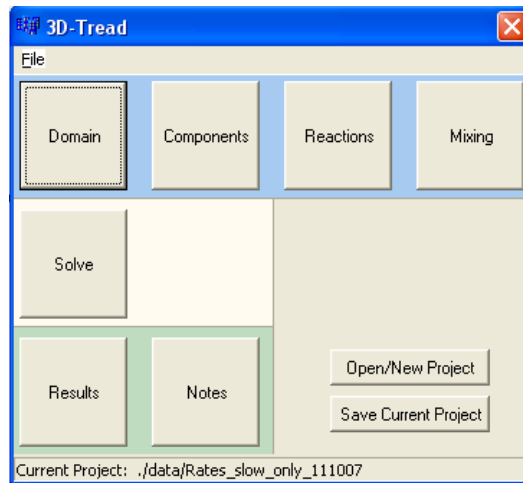 3D-Tread
File
Domain Components Reactions Mixing
Solve
Results Notes
Open/New Project
Save Current Project
Current Project: ./data/Rates_slow_only_111007